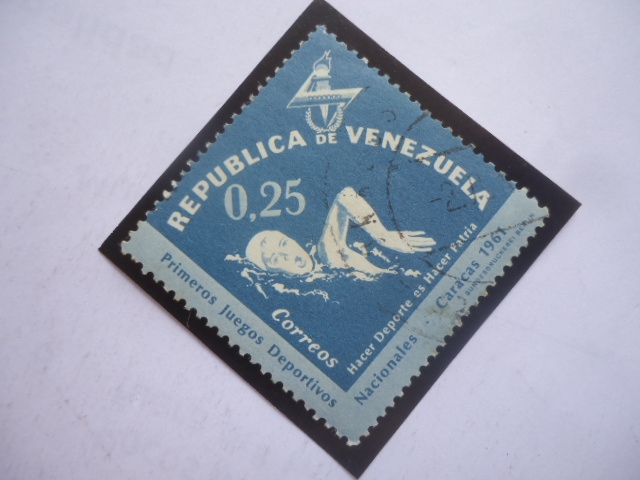 REPUBLICA DE VENEZUELA
0,25
Correos
Hacer Deporte es Hacer Patria
Primeros Juegos Deportivos
Nacionales
Caracas 1961